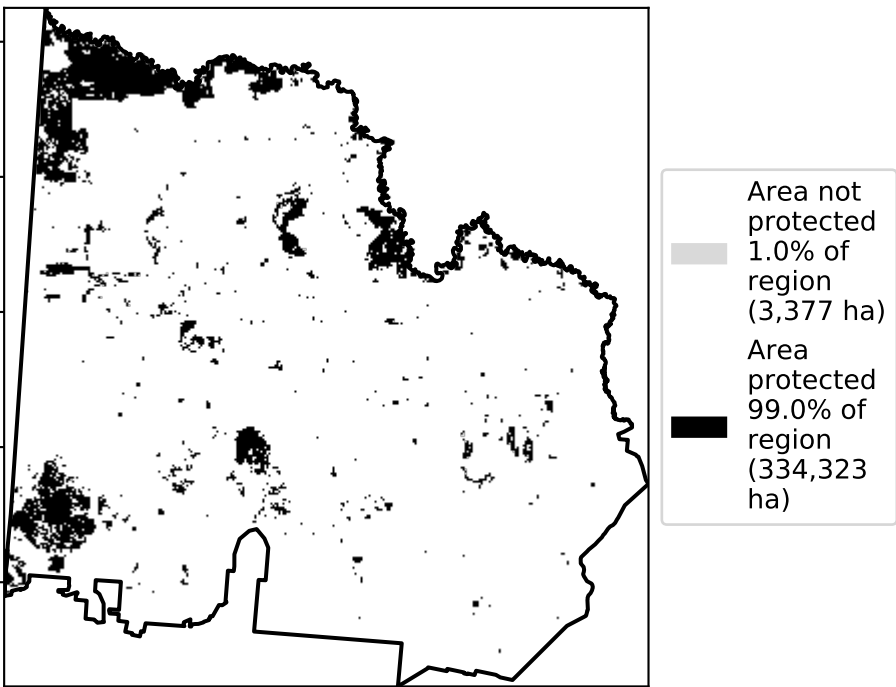 Area not
protected
1.0% of
region
(3,377 ha)
Area
protected
99.0% of
region
(334,323
ha)